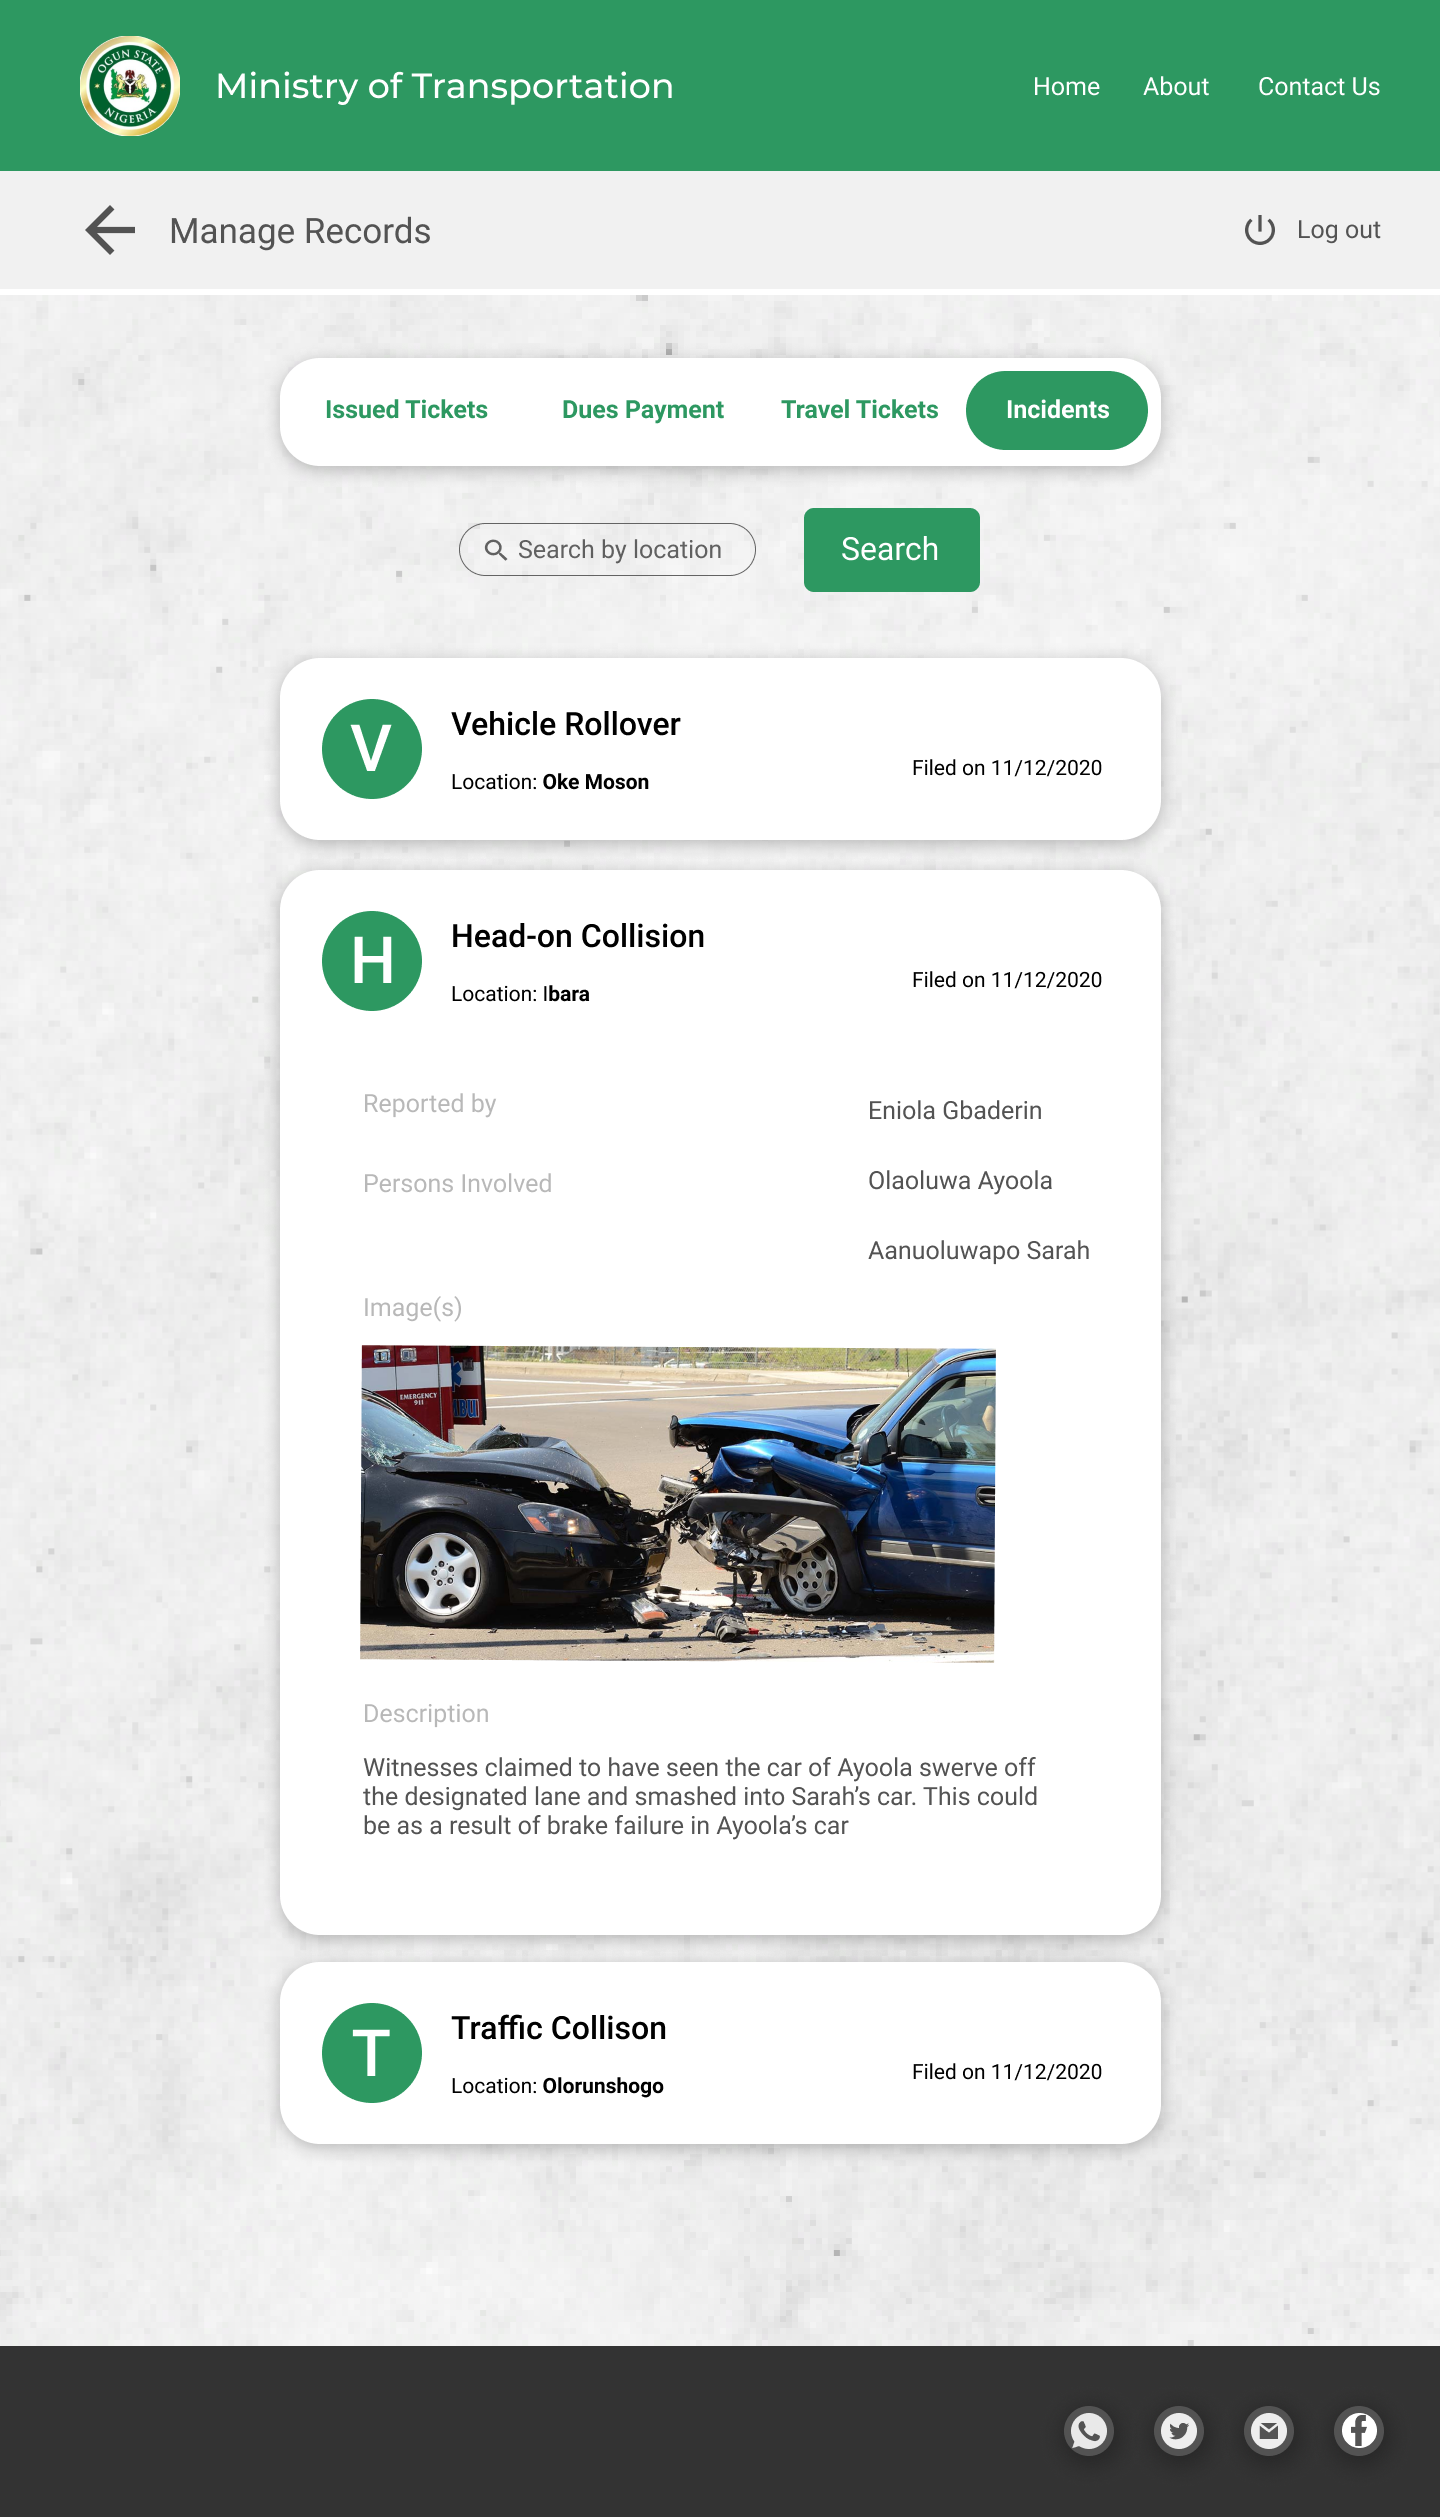 OGUN STATE
NIGERIA
Ministry of Transportation
Home About Contact Us
Manage Records
Log out
Issued Tickets Dues Payment Travel Tickets Incidents
Search by location Search
V
Vehicle Rollover
Location: Oke Moson
Filed on 11/12/2020
H
Head-on Collision
Location: Ibara
Filed on 11/12/2020
Reported by Eniola Gbaderin
Persons Involved Olaoluwa Ayoola
Aanuoluwapo Sarah
Image(s)
EMERGENCY
911
Description
Witnesses claimed to have seen the car of Ayoola swerve off
the designated lane and smashed into Sarah’s car. This could
be as a result of brake failure in Ayoola’s car
T
Traffic Collison
Location: Olorunshogo
Filed on 11/12/2020